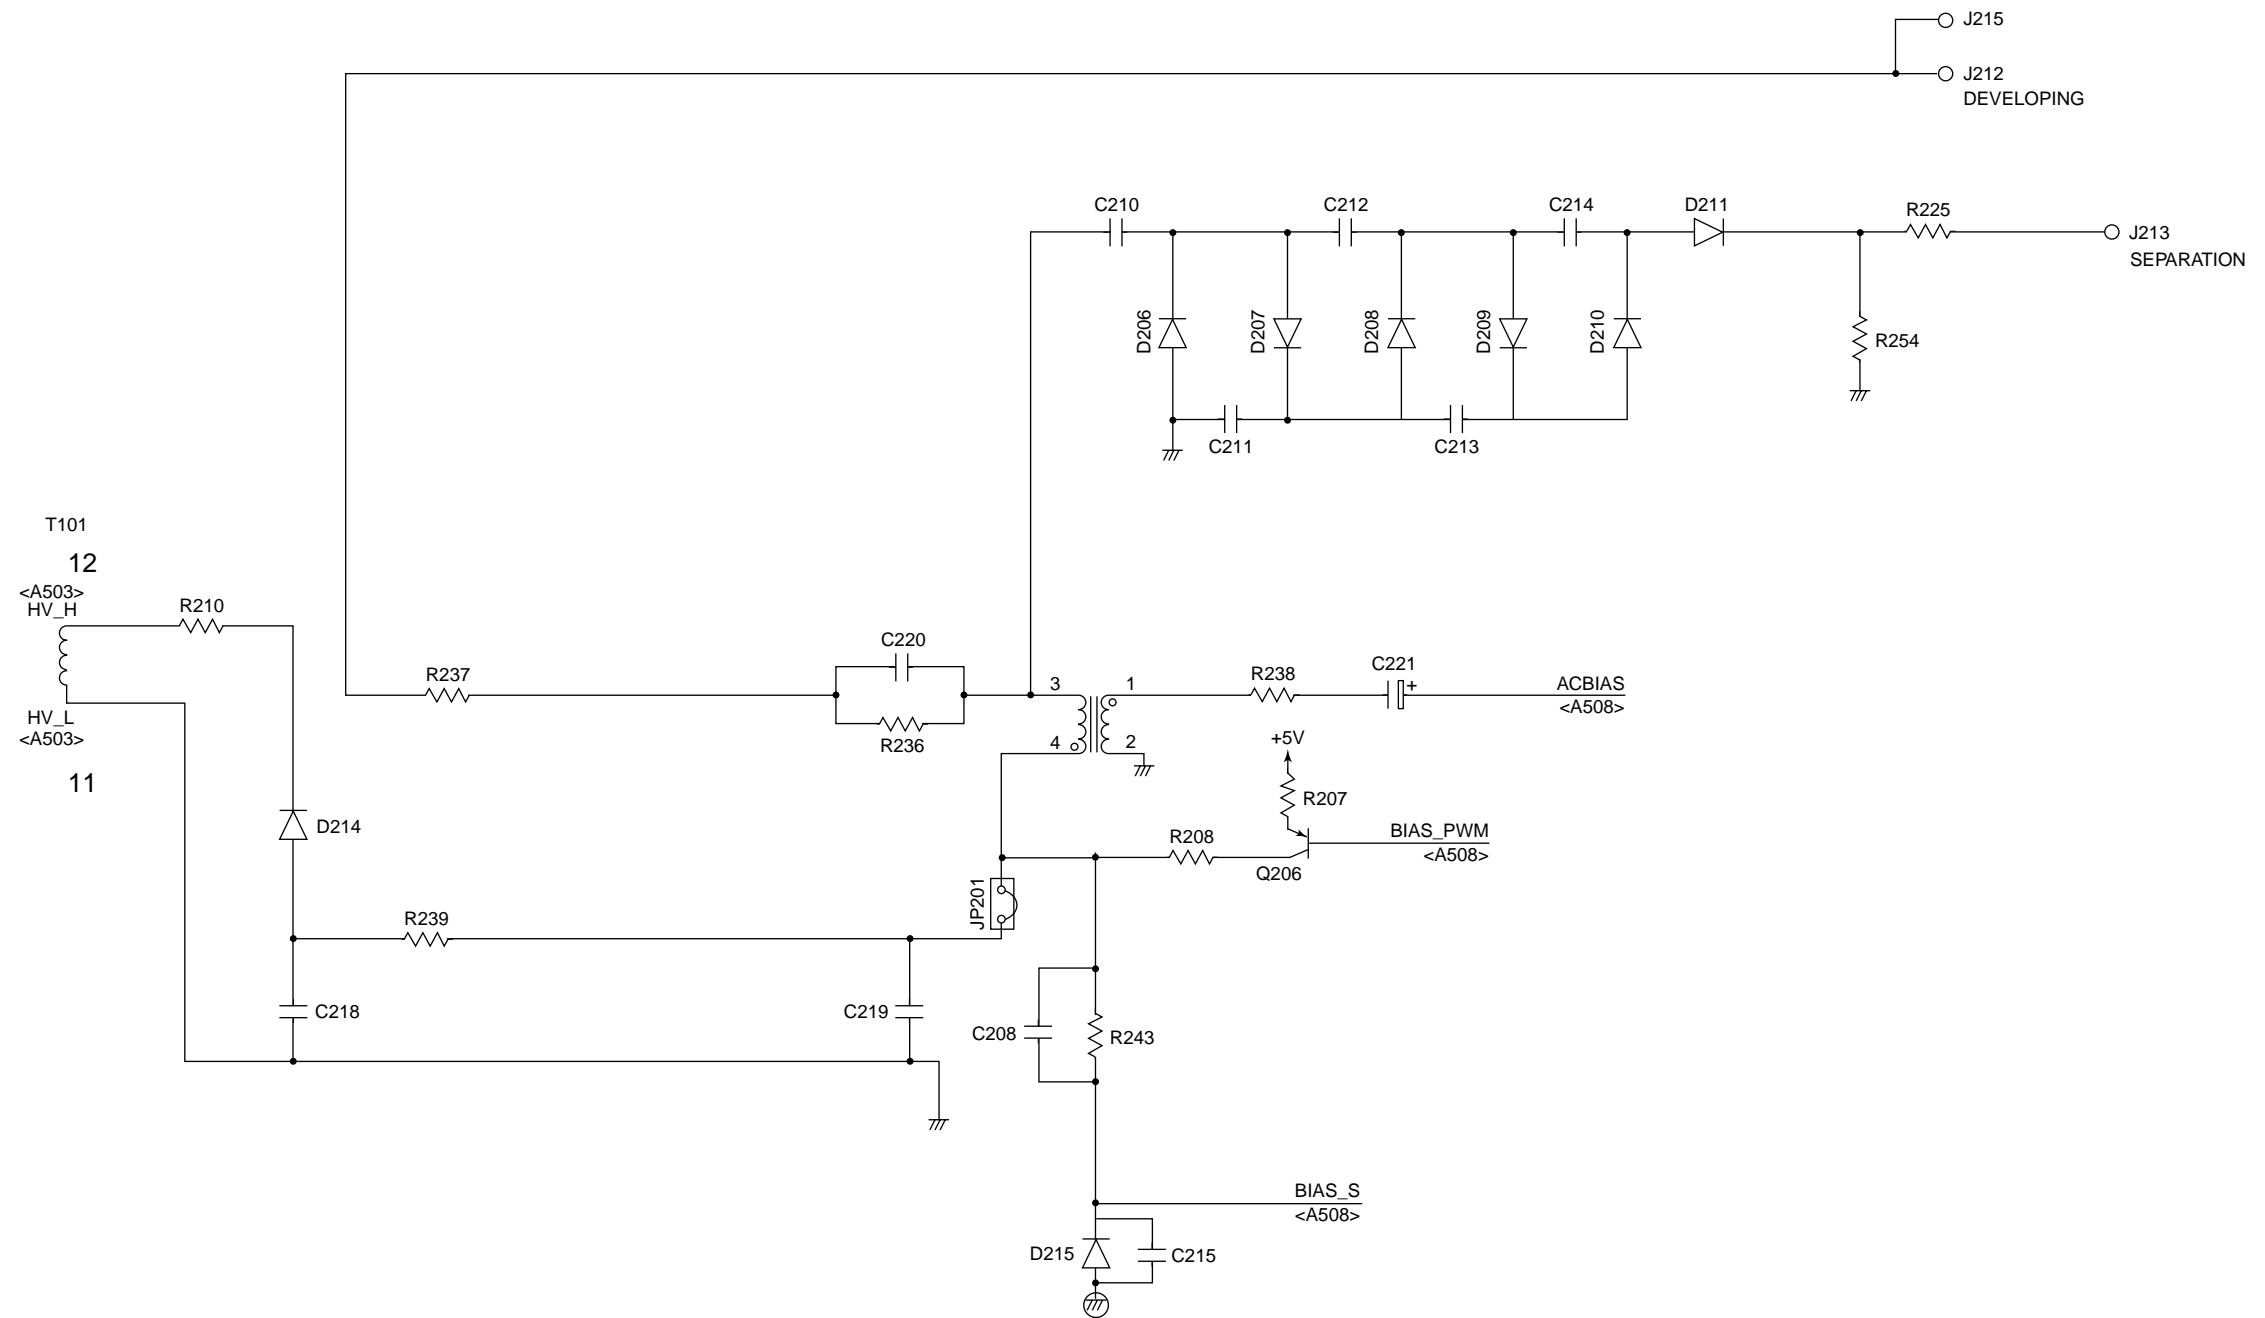 J215
J212
DEVELOPING
C210
C212
C214
D211
R225
J213
SEPARATION
D206
D207
D208
D209
D210
R254
C211
C213
T101
12
<A503>
HV_H
R210
HV_L
<A503>
11
R237
C220
R236
3
4
1
2
R238
C221
+
ACBIAS
<A508>
+5V
R207
BIAS_PWM
<A508>
R208
Q206
D214
JP201
R239
C218
C219
C208
R243
BIAS_S
<A508>
D215
C215